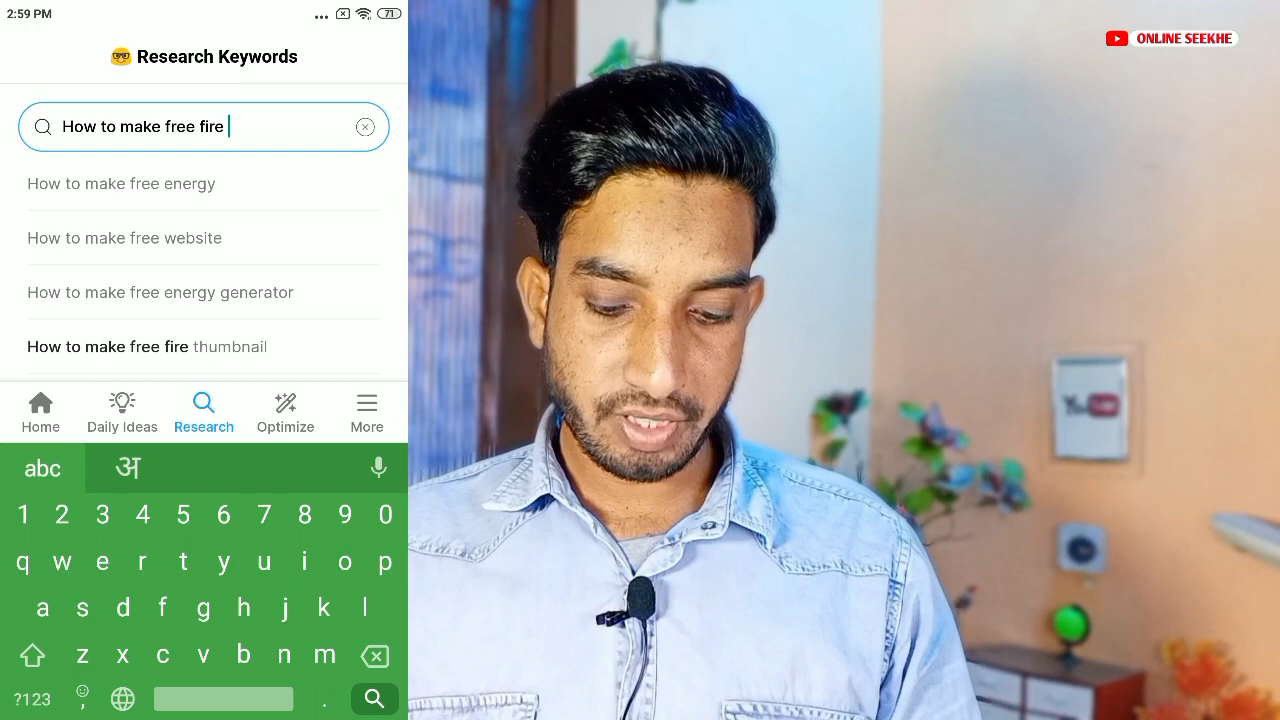 2:59 PM
71
🤓 Research Keywords
How to make free fire
How to make free energy
How to make free website
How to make free energy generator
How to make free fire thumbnail
Home Daily Ideas Research Optimize More
abc अ
1 2 3 4 5 6 7 8 9 0
q w e r t y u i o p
a s d f g h j k l
z x c v b n m
?123 , .
ONLINE SEEKHE
You